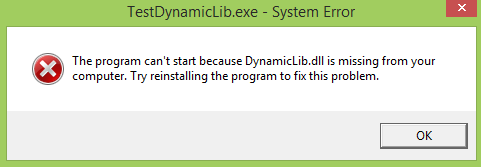 TestDynamicLib.exe - System Error
The program can't start because DynamicLib.dll is missing from your
computer. Try reinstalling the program to fix this problem.
OK